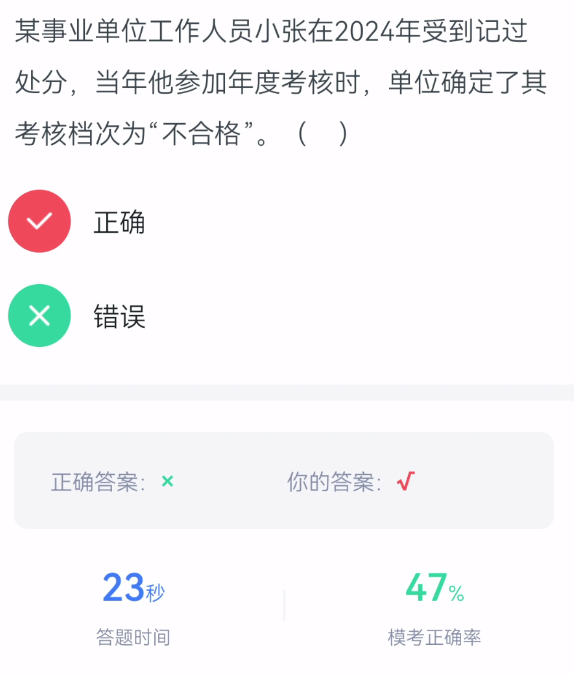 某事业单位工作人员小张在2024年受到记过
处分，当年他参加年度考核时，单位确定了其
考核档次为“不合格”。（ ）
正确
错误
正确答案: × 你的答案: √
23秒 47%
答题时间 模考正确率